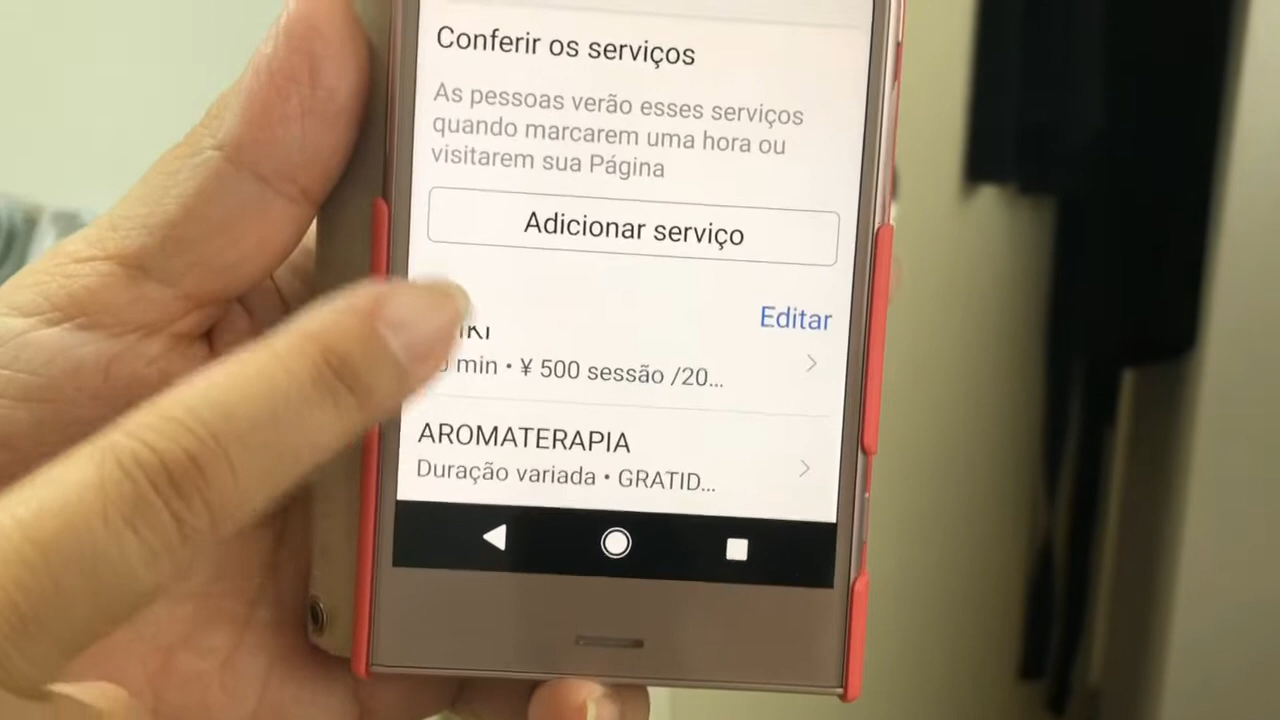 Conferir os serviços
As pessoas verão esses serviços
quando marcarem uma hora ou
visitarem sua Página
Adicionar serviço
Editar
min • ¥ 500 sessão /20...
AROMATERAPIA
Duração variada • GRATID...